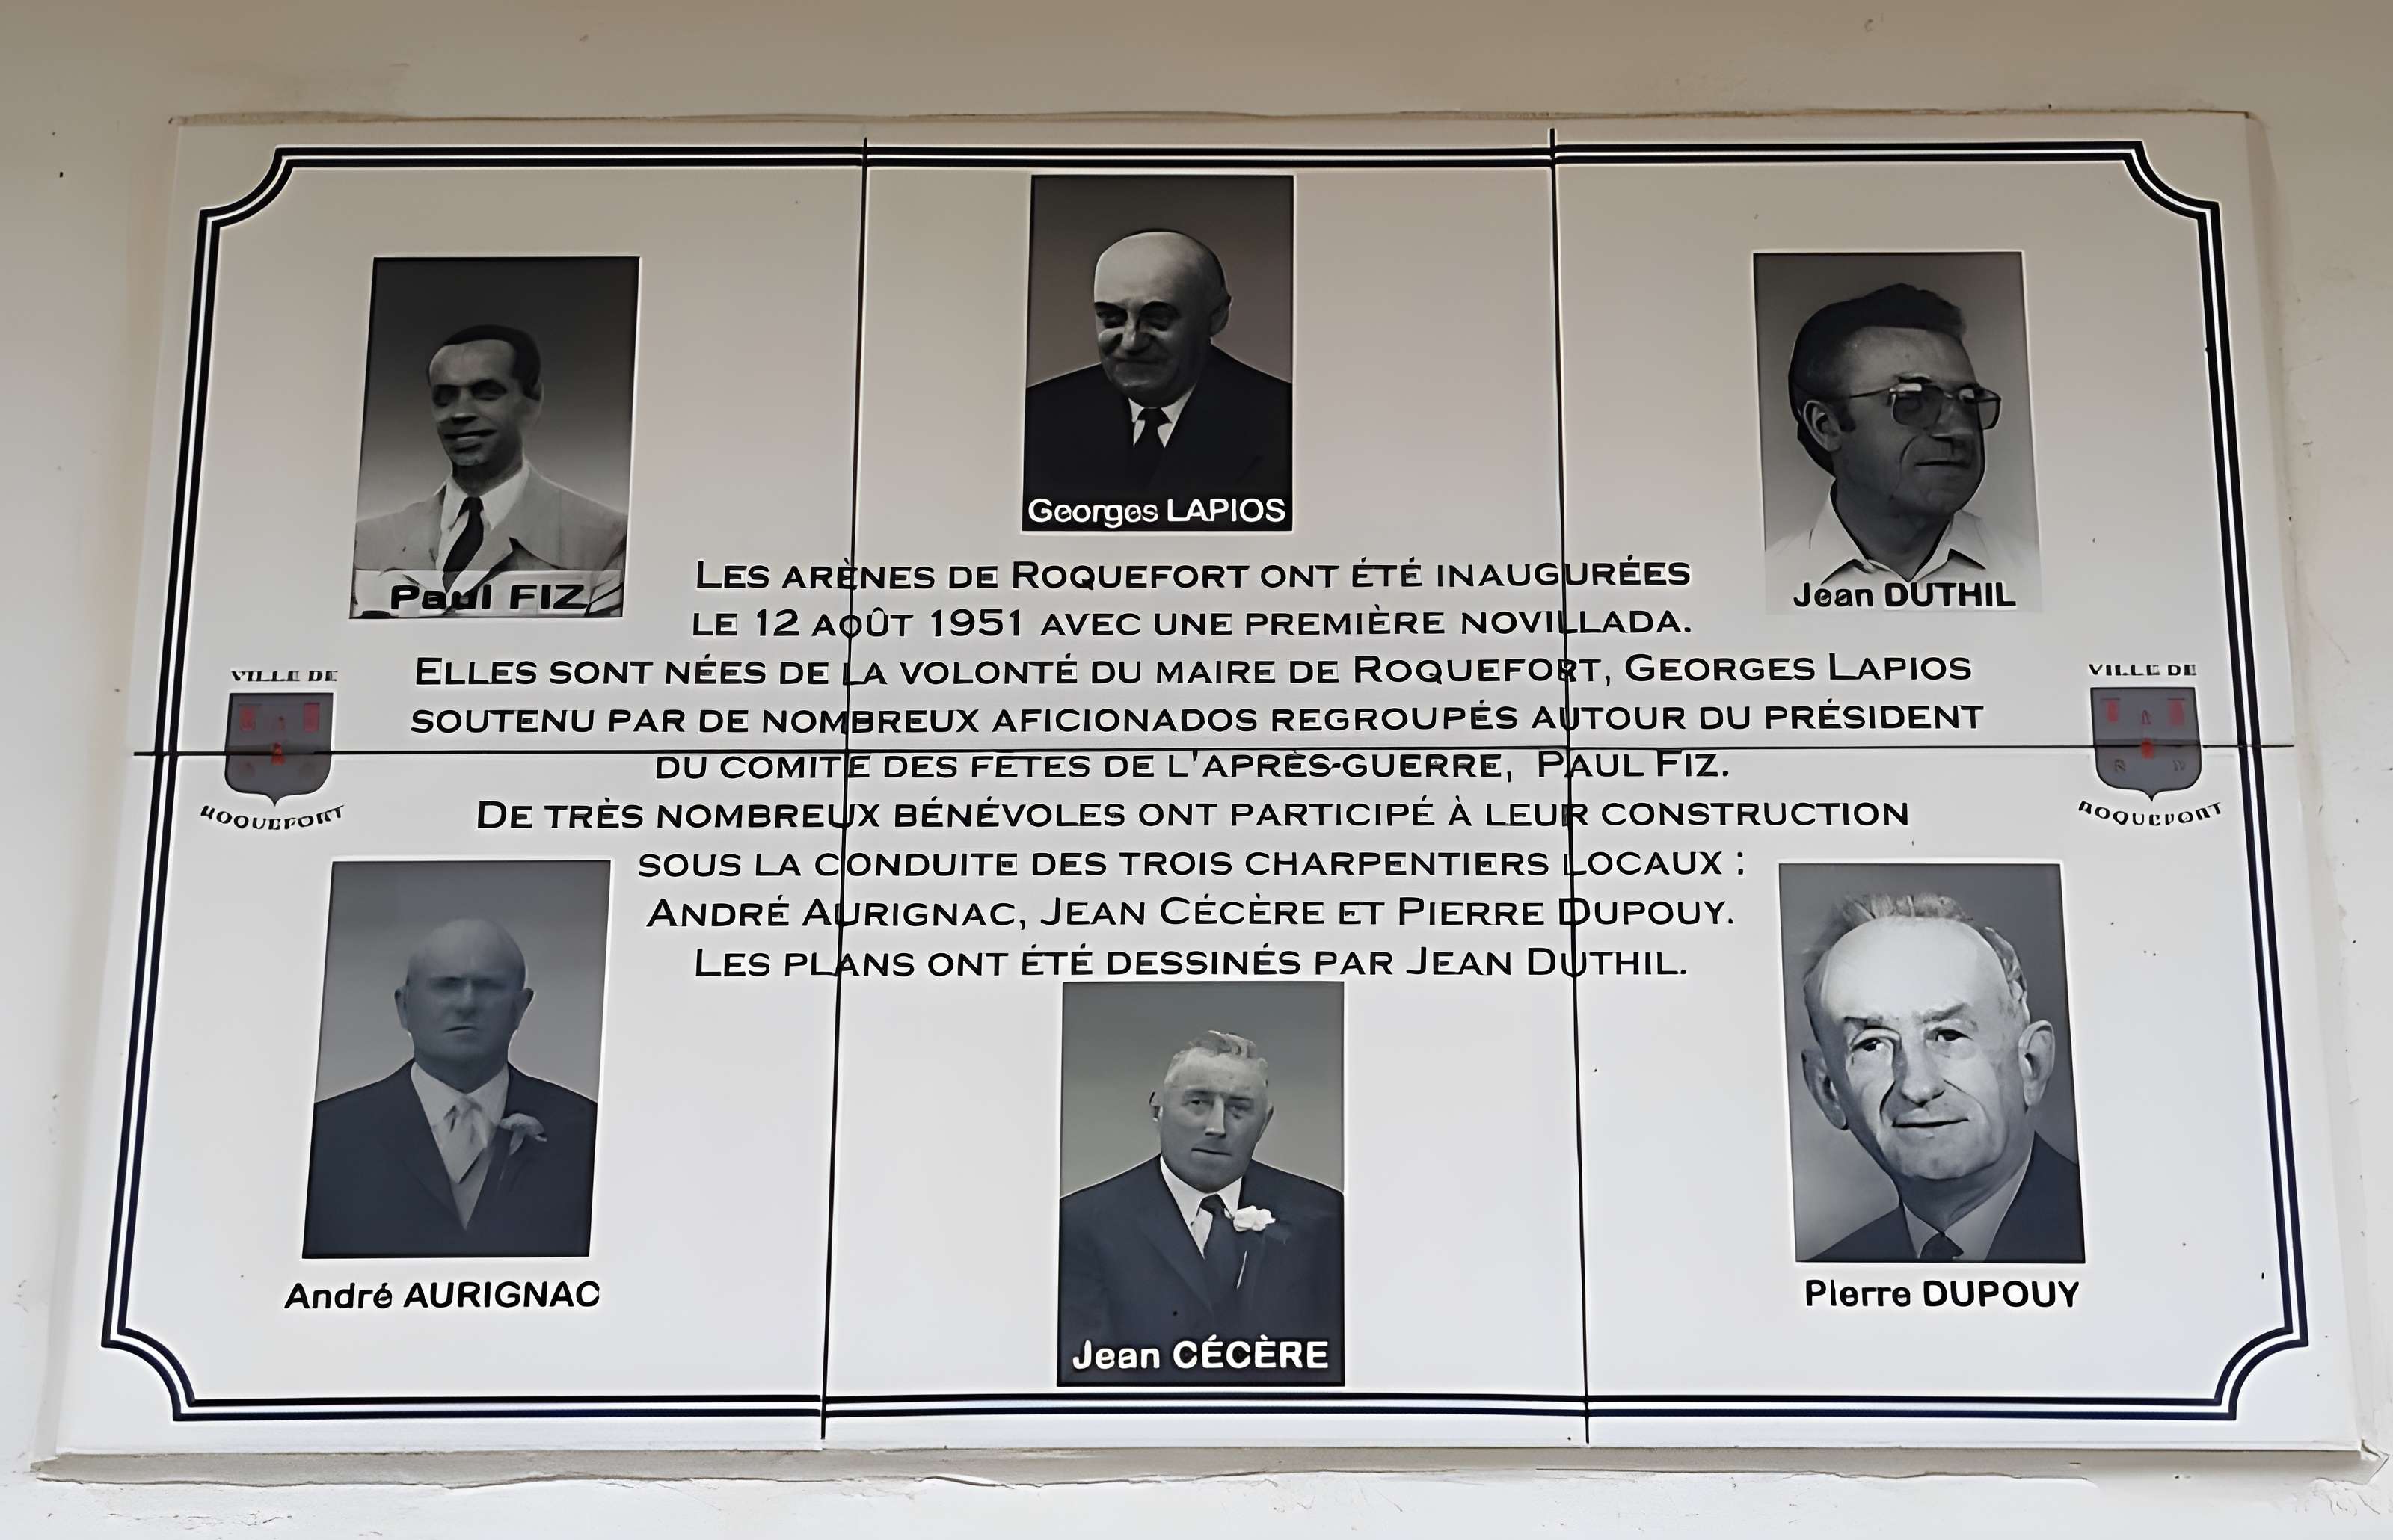 Georges LAPIOS
Paul FIZ
Jean DUTHIL
LES ARÈNES DE ROQUEFORT ONT ÉTÉ INAUGURÉES
LE 12 AOÛT 1951 AVEC UNE PREMIÈRE NOVILLADA.
ELLES SONT NÉES DE LA VOLONTÉ DU MAIRE DE ROQUEFORT, GEORGES LAPIOS
SOUTENU PAR DE NOMBREUX AFICIONADOS REGROUPÉS AUTOUR DU PRÉSIDENT
DU COMITÉ DES FÊTES DE L'APRÈS-GUERRE, PAUL FIZ.
DE TRÈS NOMBREUX BÉNÉVOLES ONT PARTICIPÉ À LEUR CONSTRUCTION
SOUS LA CONDUITE DES TROIS CHARPENTIERS LOCAUX :
ANDRÉ AURIGNAC, JEAN CÉCÈRE ET PIERRE DUPOUY.
LES PLANS ONT ÉTÉ DESSINÉS PAR JEAN DUTHIL.
VILLE DE
ROQUEFORT
VILLE DE
ROQUEFORT
André AURIGNAC
Jean CÉCÈRE
Pierre DUPOUY